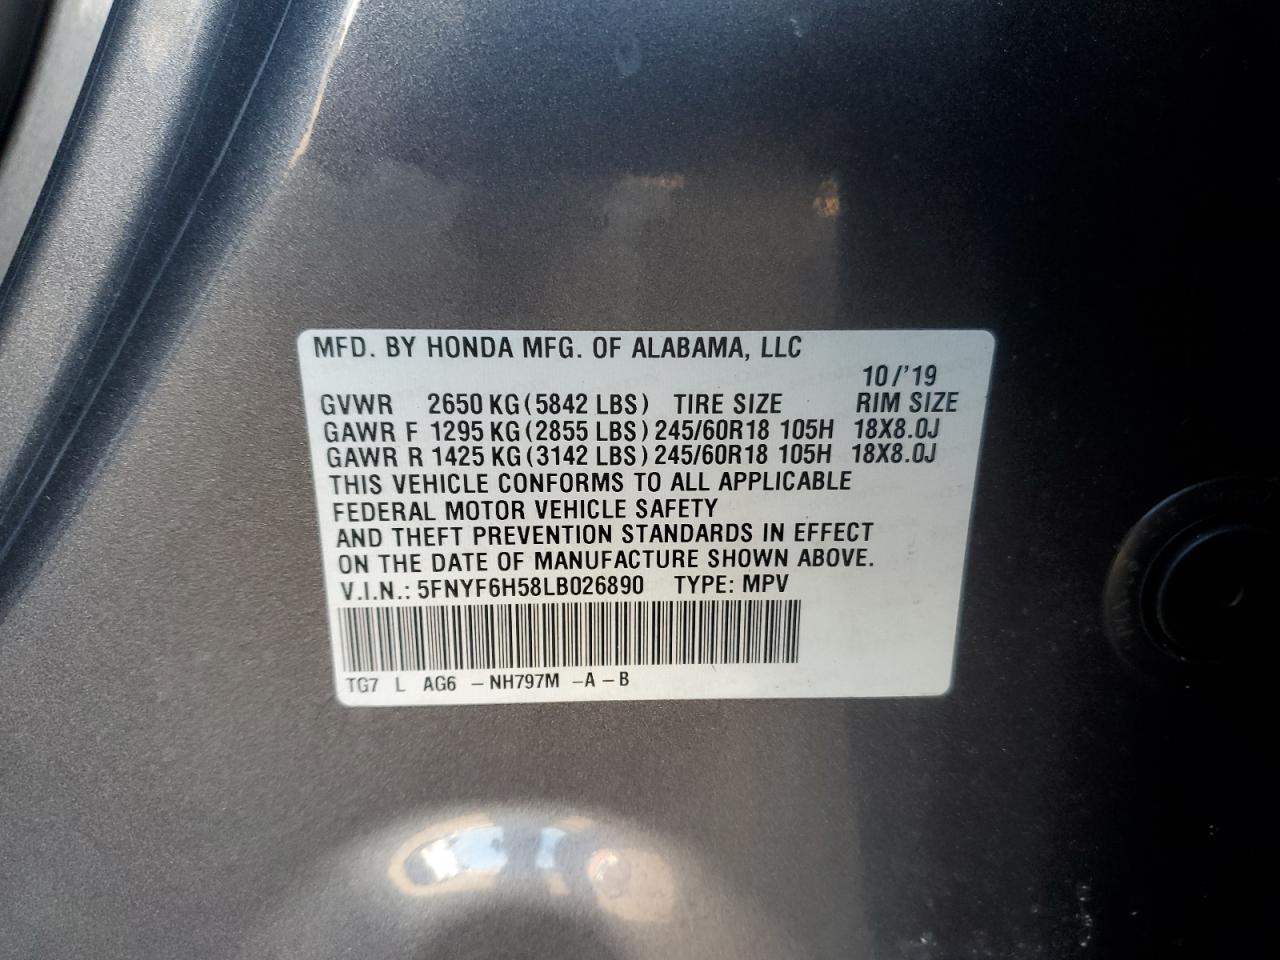 MFD. BY HONDA MFG. OF ALABAMA, LLC
10/'19
GVWR 2650 KG (5842 LBS) TIRE SIZE RIM SIZE
GAWR F 1295 KG (2855 LBS) 245/60R18 105H 18X8.0J
GAWR R 1425 KG (3142 LBS) 245/60R18 105H 18X8.0J
THIS VEHICLE CONFORMS TO ALL APPLICABLE
FEDERAL MOTOR VEHICLE SAFETY
AND THEFT PREVENTION STANDARDS IN EFFECT
ON THE DATE OF MANUFACTURE SHOWN ABOVE.
V.I.N.: 5FNYF6H58LB026890 TYPE: MPV
TG7 L AG6 – NH797M –A – B